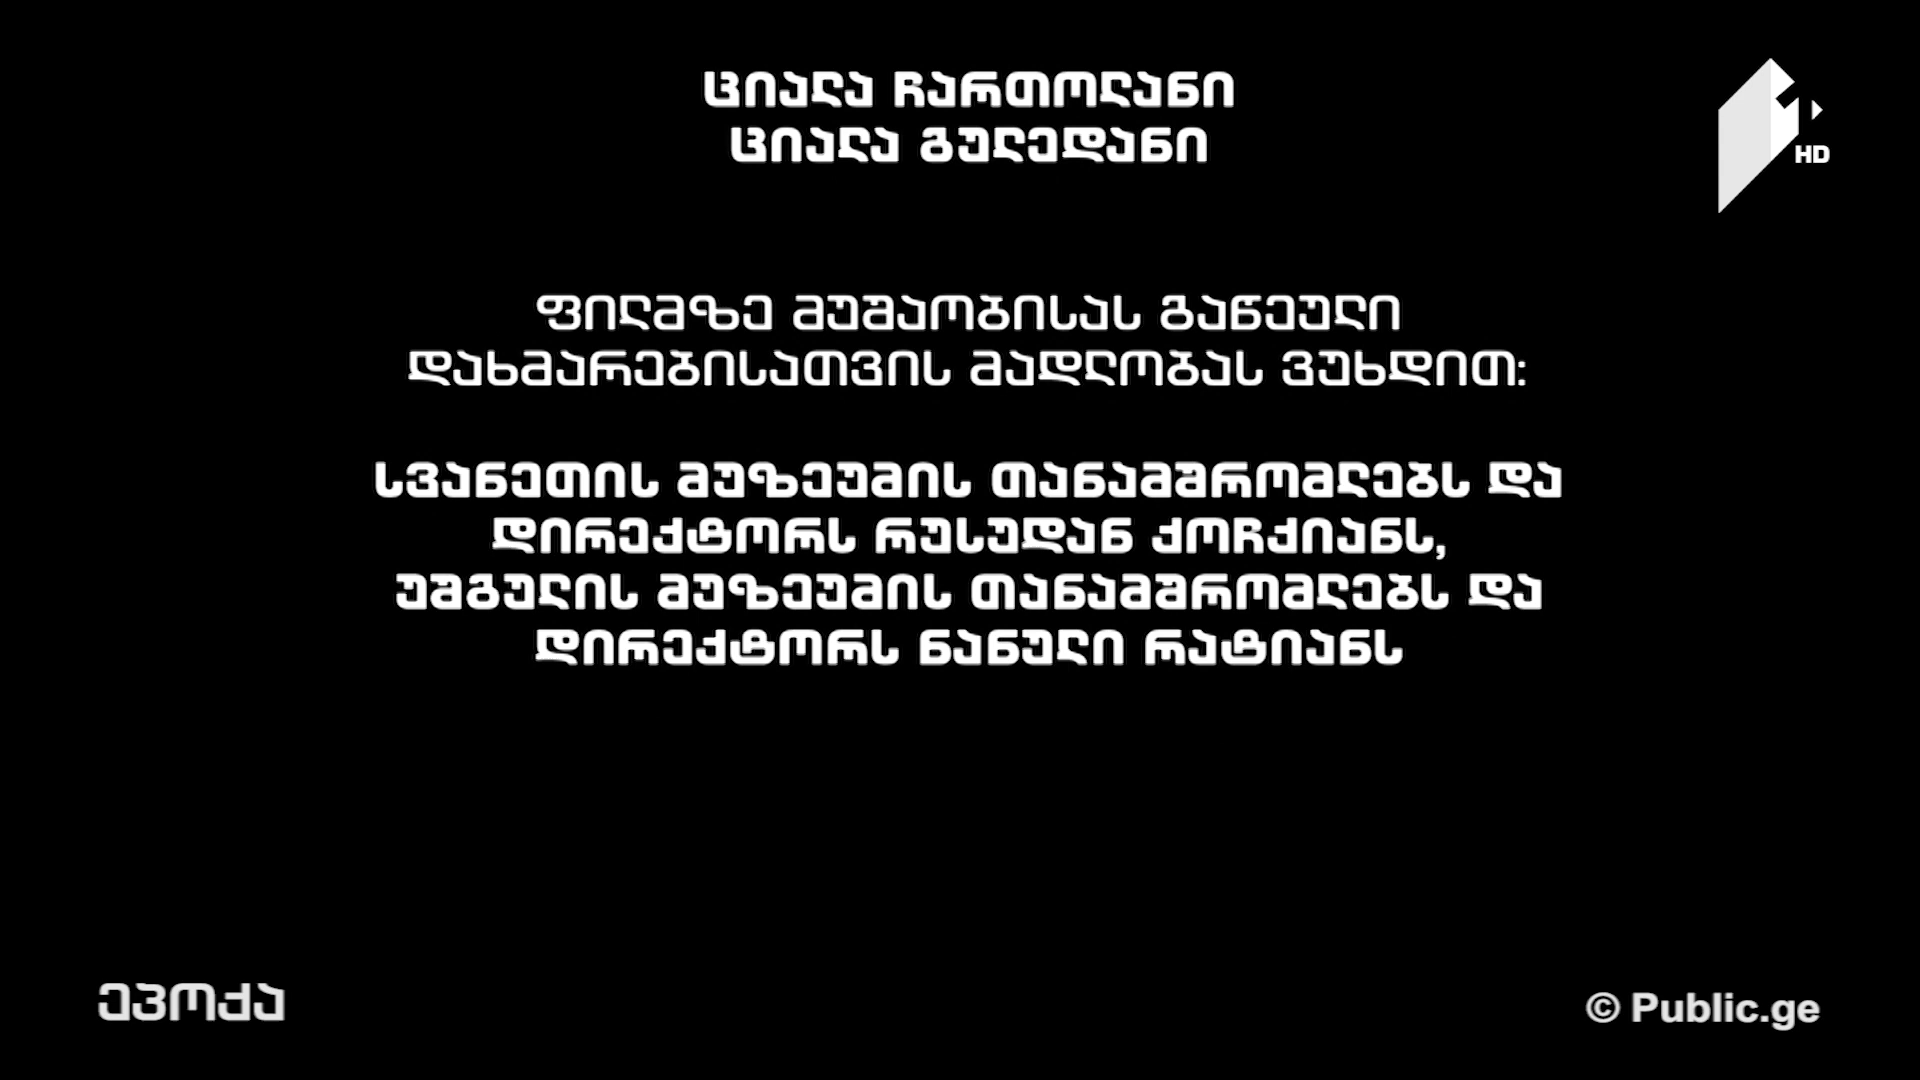 ციალა ჩართოლანი
ციალა გულედანი
HD
ფილმზე მუშაობისას გაწეული
დახმარებისათვის მადლობას ვუხდით:
სვანეთის მუზეუმის თანამშრომლებს და
დირექტორს რუსუდან ქოჩქიანს,
უშგულის მუზეუმის თანამშრომლებს და
დირექტორს ნანული რატიანს
ეპოქა
© Public.ge